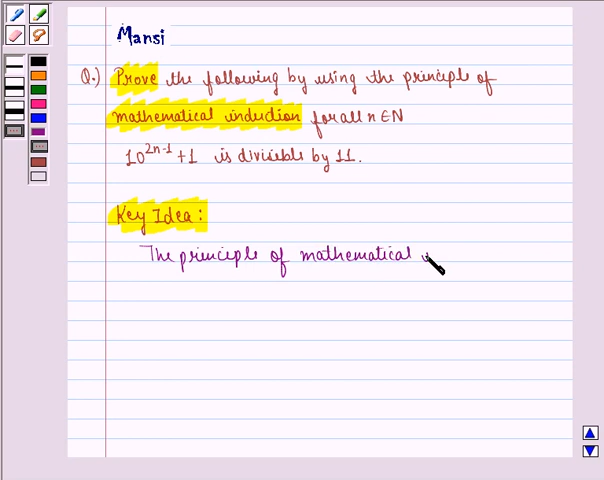 Mansi
Q.) Prove the following by using the principle of
mathematical induction for all n ∈ N
10^{2n-1} + 1 is divisible by 11.
Key Idea:
The principle of mathematical